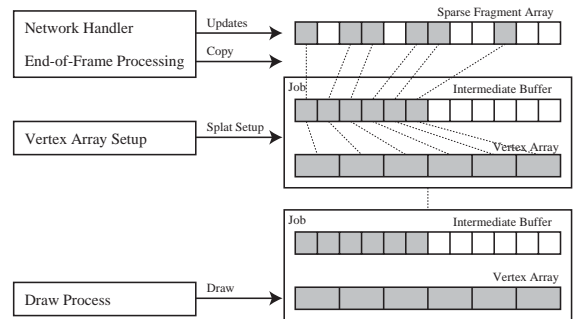 Network Handler
Updates
Sparse Fragment Array
End-of-Frame Processing
Copy
Job
Intermediate Buffer
Vertex Array Setup
Splat Setup
Vertex Array
Job
Intermediate Buffer
Vertex Array
Draw Process
Draw